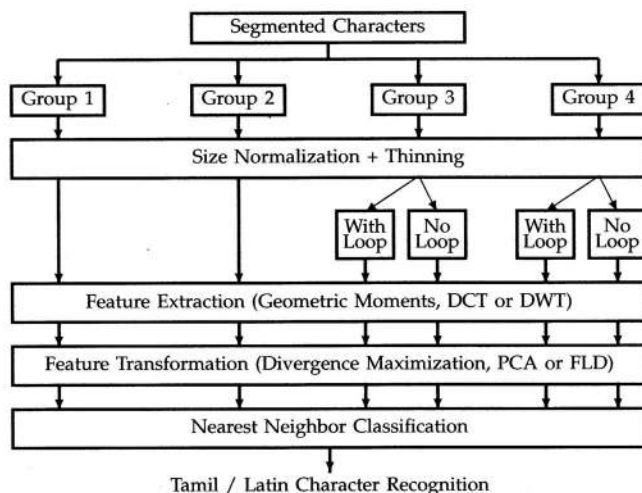 Segmented Characters
Group 1 Group 2 Group 3 Group 4
Size Normalization + Thinning
With Loop No Loop With Loop No Loop
Feature Extraction (Geometric Moments, DCT or DWT)
Feature Transformation (Divergence Maximization, PCA or FLD)
Nearest Neighbor Classification
Tamil / Latin Character Recognition